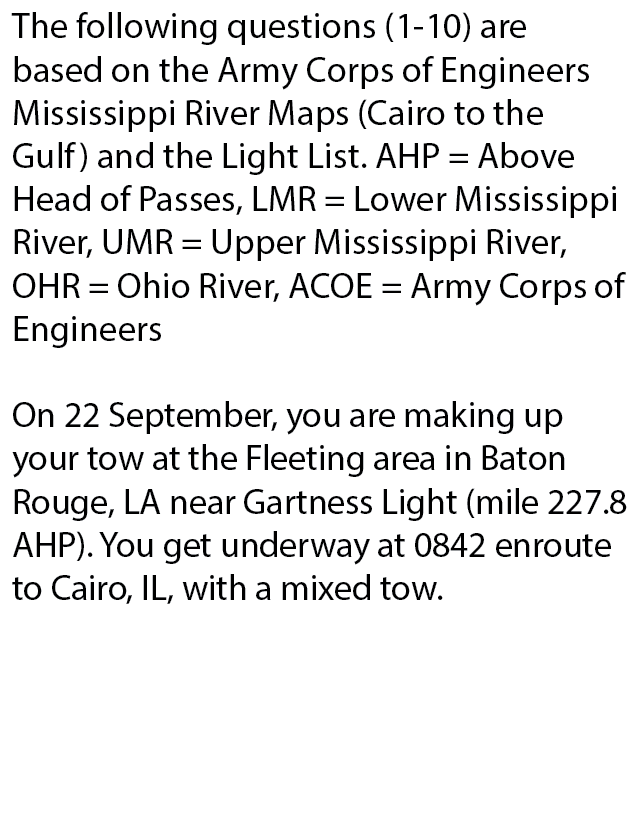 The following questions (1-10) are
based on the Army Corps of Engineers
Mississippi River Maps (Cairo to the
Gulf) and the Light List. AHP = Above
Head of Passes, LMR = Lower Mississippi
River, UMR = Upper Mississippi River,
OHR = Ohio River, ACOE = Army Corps of
Engineers
On 22 September, you are making up
your tow at the Fleeting area in Baton
Rouge, LA near Gartness Light (mile 227.8
AHP). You get underway at 0842 enroute
to Cairo, IL, with a mixed tow.